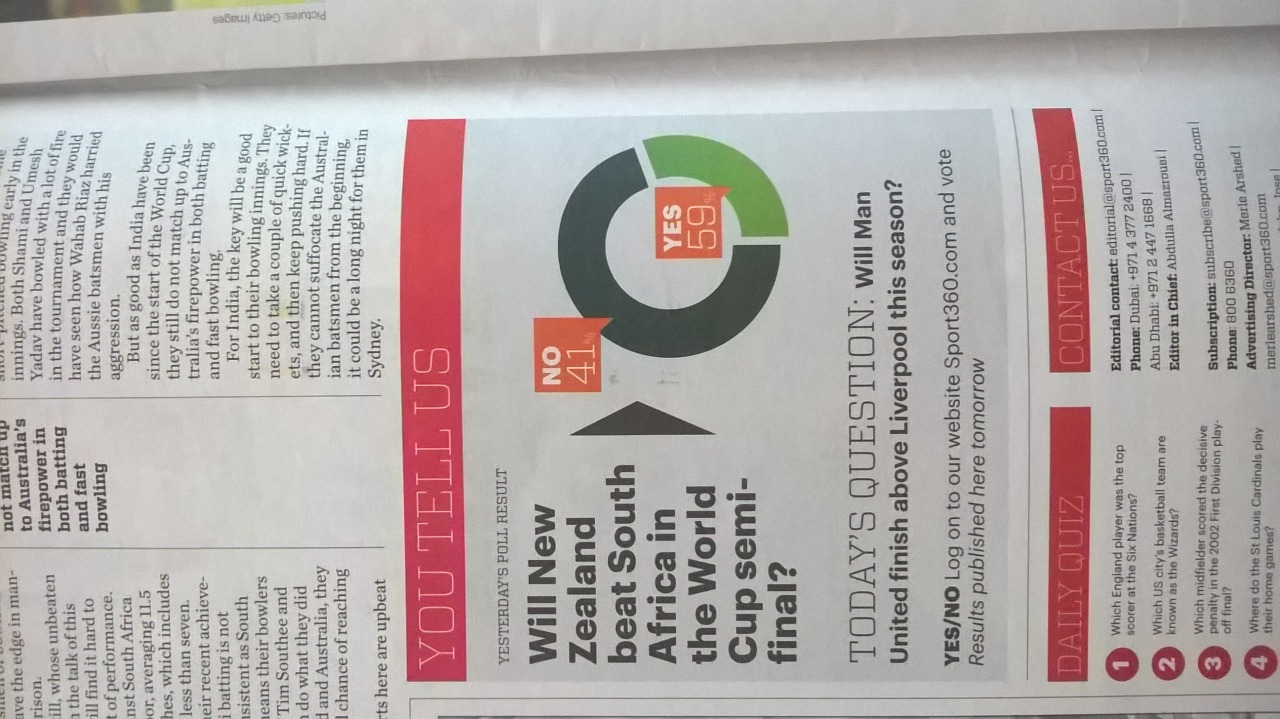 ave the edge in man-
rison.
ill, whose unbeaten
n the talk of this
ill find it hard to
t of performance.
nst South Africa
or, averaging 11.5
hes, which includes
less than seven.
eir recent achieve-
i batting is not
sistent as South
eans their bowlers
Tim Southee and
do what they did
d and Australia, they
l chance of reaching
rts here are upbeat
not match up
to Australia's
firepower in
both batting
and fast
bowling
bowling early in the
innings. Both Shami and Umesh
Yadav have bowled with a lot of fire
in the tournament and they would
have seen how Wahab Riaz harried
the Aussie batsmen with his
aggression.
But as good as India have been
since the start of the World Cup,
they still do not match up to Aus-
tralia's firepower in both batting
and fast bowling.
For India, the key will be a good
start to their bowling innings. They
need to take a couple of quick wick-
ets, and then keep pushing hard. If
they cannot suffocate the Austral-
ian batsmen from the beginning,
it could be a long night for them in
Sydney.
Pictures: Getty Images
YOU TELL US
YESTERDAY'S POLL RESULT
Will New
Zealand
beat South
Africa in
the World
Cup semi-
final?
NO
41%
YES
59%
TODAY'S QUESTION: Will Man
United finish above Liverpool this season?
YES/NO Log on to our website Sport360.com and vote
Results published here tomorrow
DAILY QUIZ
1 Which England player was the top
scorer at the Six Nations?
2 Which US city's basketball team are
known as the Wizards?
3 Which midfielder scored the decisive
penalty in the 2002 First Division play-
off final?
4 Where do the St Louis Cardinals play
their home games?
CONTACT US...
Editorial contact: editorial@sport360.com |
Phone: Dubai: +971 4 377 2400 |
Abu Dhabi: +971 2 447 1668 |
Editor in Chief: Abdulla Almazroui |
Subscription: subscribe@sport360.com |
Phone: 800 6360
Advertising Director: Merle Arshed |
merlearshed@sport360.com